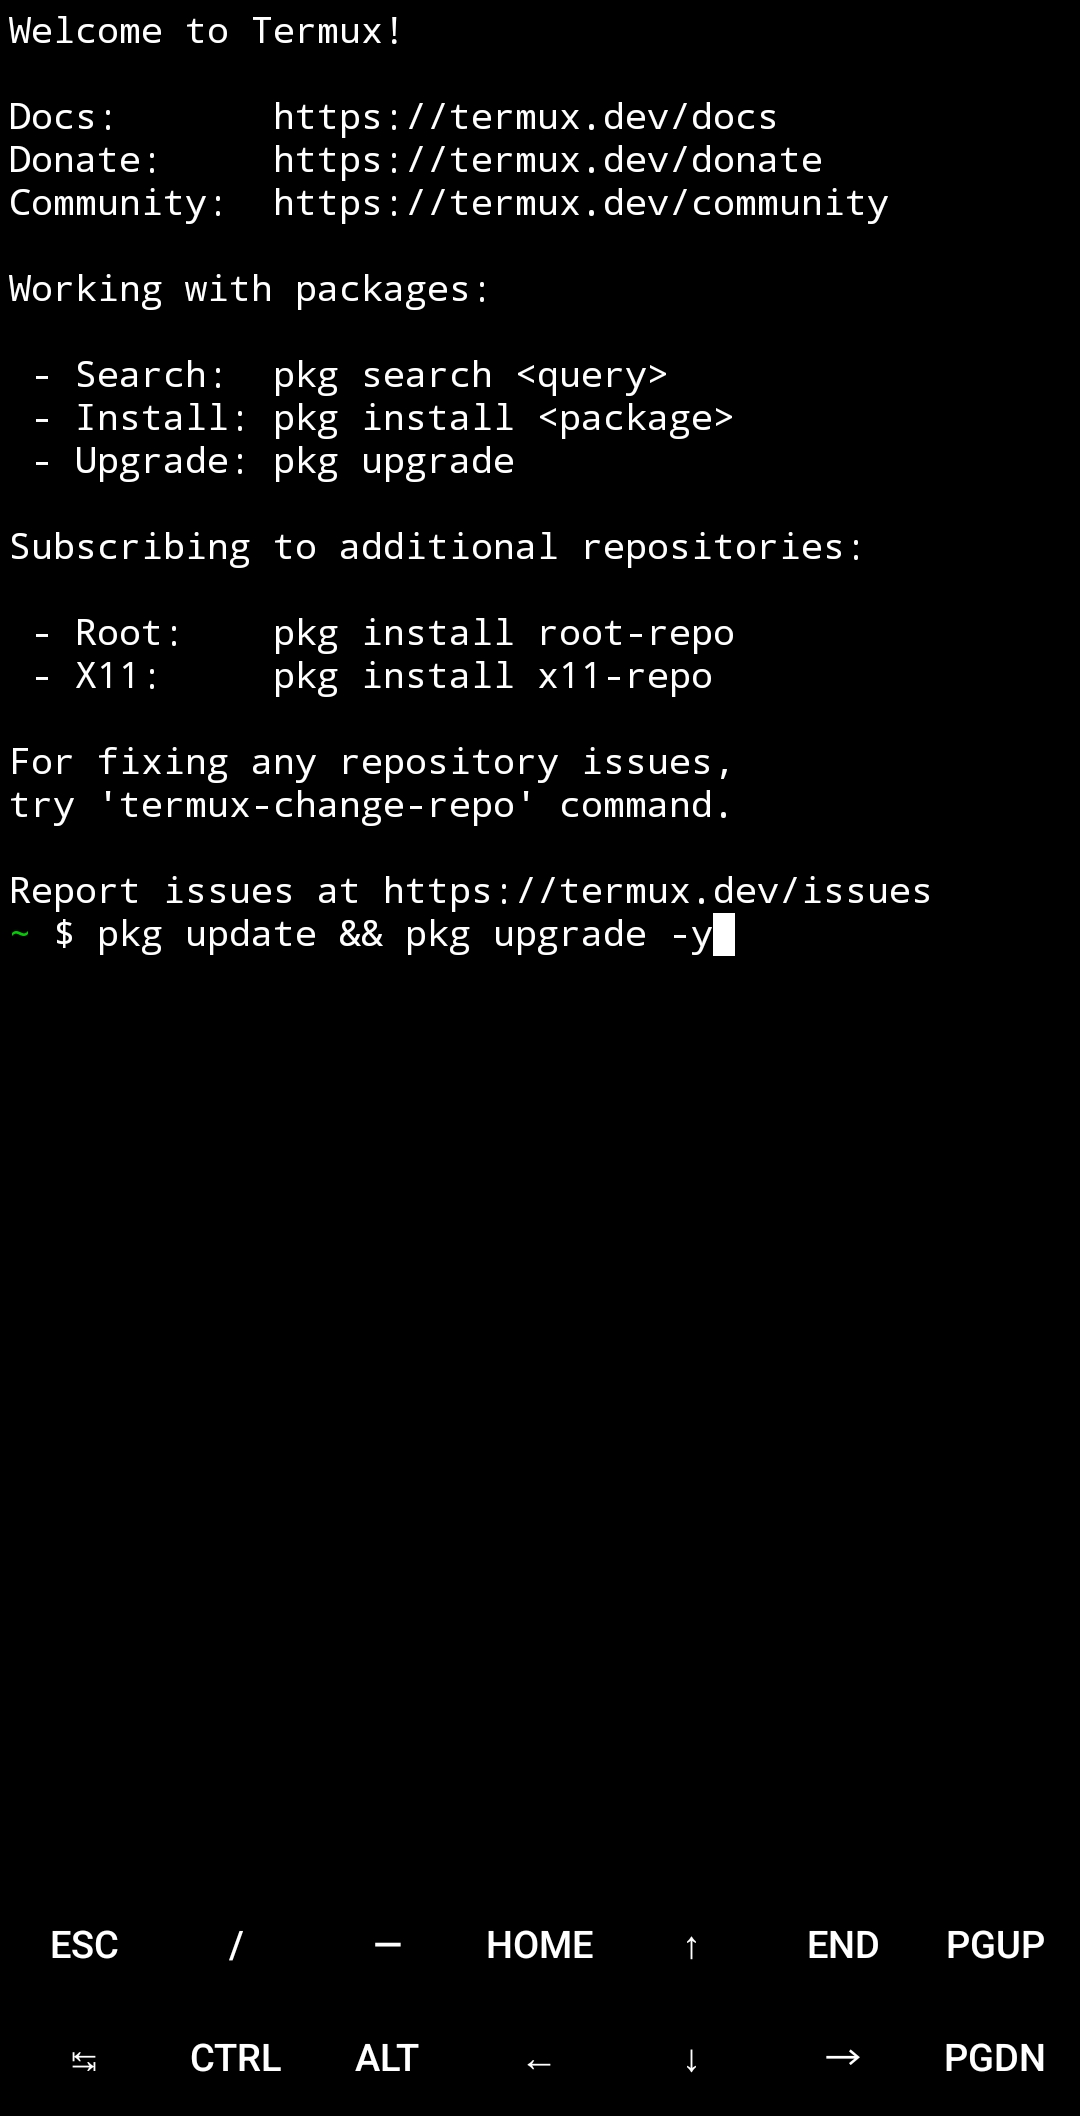 Welcome to Termux!
Docs:       https://termux.dev/docs
Donate:     https://termux.dev/donate
Community:  https://termux.dev/community
Working with packages:
 - Search:  pkg search <query>
 - Install: pkg install <package>
 - Upgrade: pkg upgrade
Subscribing to additional repositories:
 - Root:    pkg install root-repo
 - X11:     pkg install x11-repo
For fixing any repository issues,
try 'termux-change-repo' command.
Report issues at https://termux.dev/issues
~ $ pkg update && pkg upgrade -y
ESC / — HOME ↑ END PGUP
↹ CTRL ALT ← ↓ → PGDN